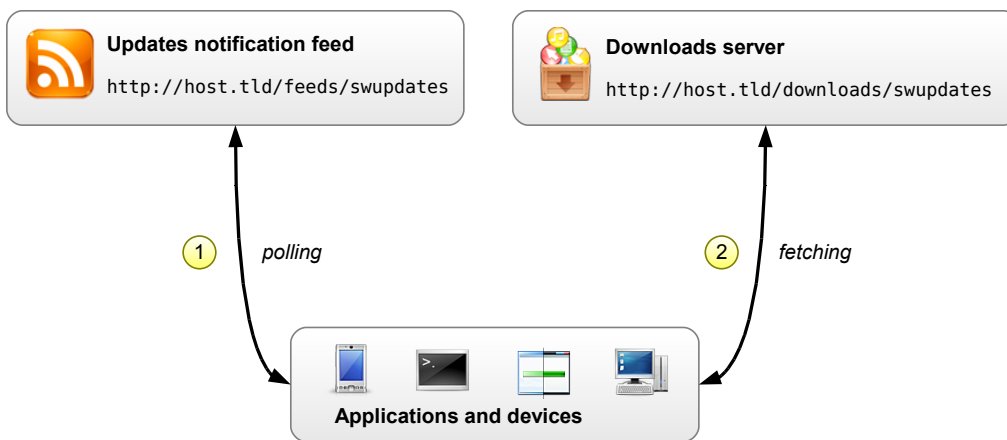 Updates notification feed
http://host.tld/feeds/swupdates
Downloads server
http://host.tld/downloads/swupdates
1
polling
2
fetching
>.
Applications and devices